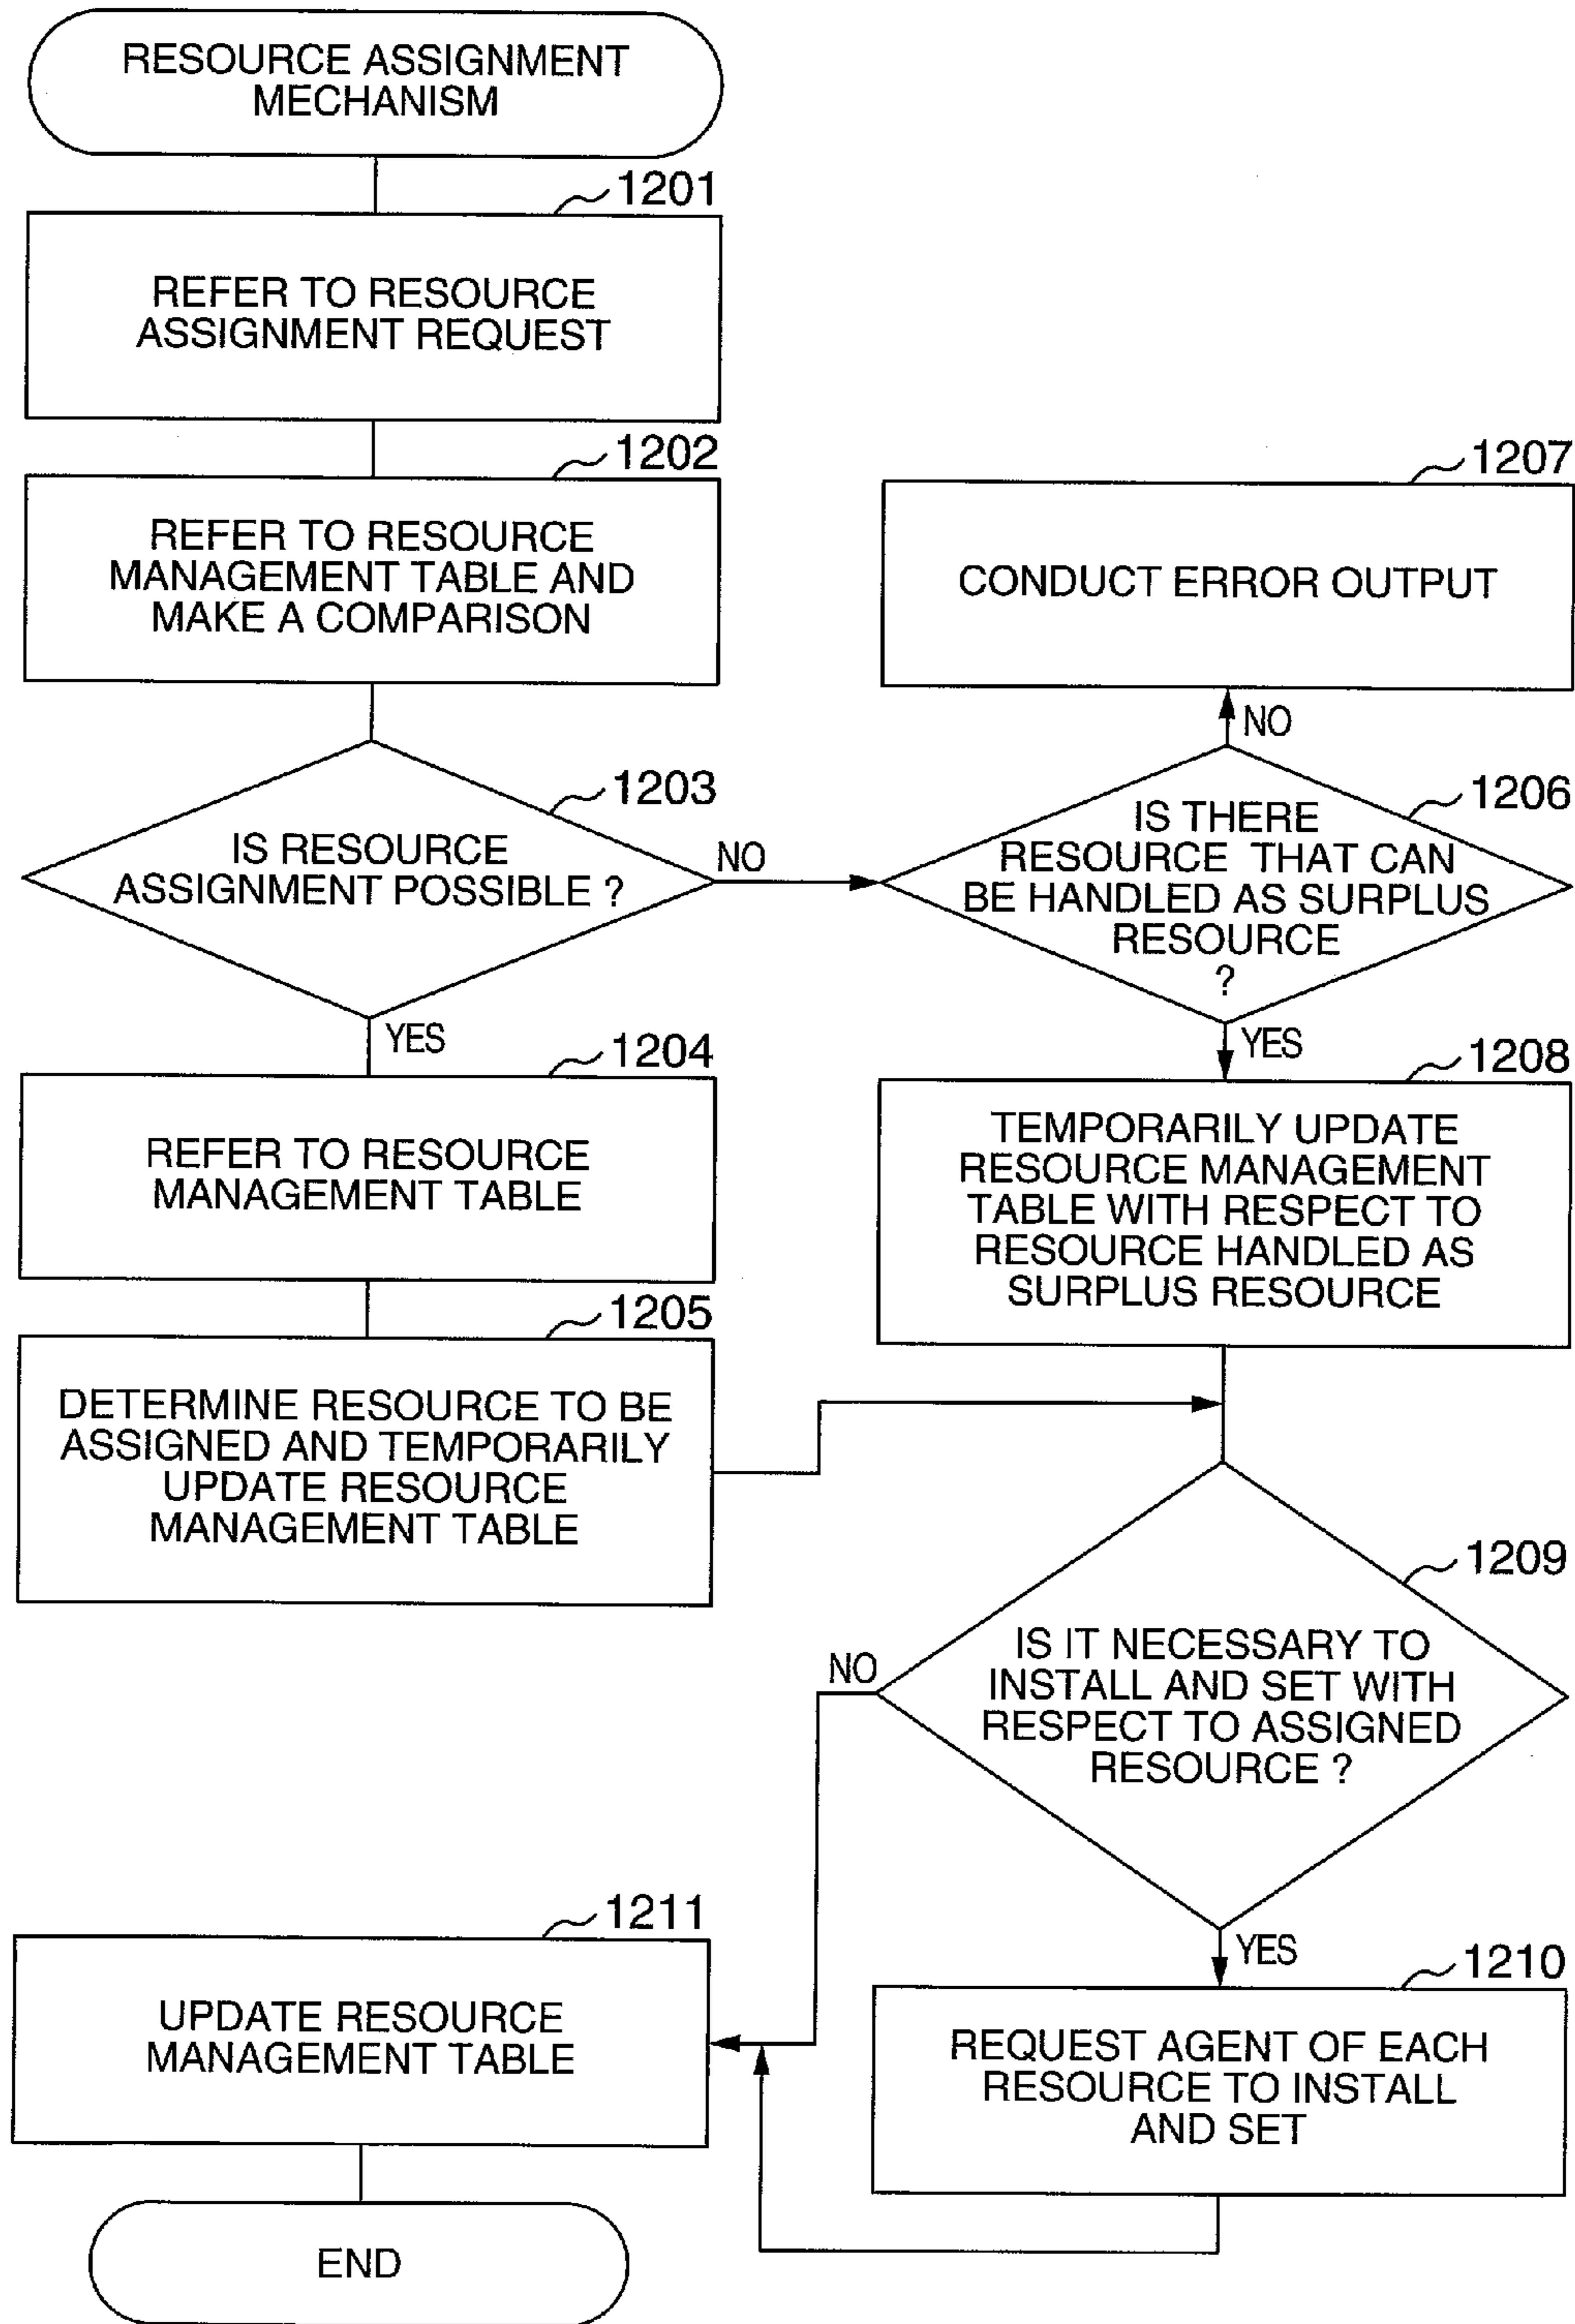 RESOURCE ASSIGNMENT
MECHANISM
1201
REFER TO RESOURCE
ASSIGNMENT REQUEST
1202
REFER TO RESOURCE
MANAGEMENT TABLE AND
MAKE A COMPARISON
1207
CONDUCT ERROR OUTPUT
NO
1203
IS RESOURCE
ASSIGNMENT POSSIBLE ?
NO
YES
1206
IS THERE
RESOURCE THAT CAN
BE HANDLED AS SURPLUS
RESOURCE
?
YES
1204
REFER TO RESOURCE
MANAGEMENT TABLE
1208
TEMPORARILY UPDATE
RESOURCE MANAGEMENT
TABLE WITH RESPECT TO
RESOURCE HANDLED AS
SURPLUS RESOURCE
1205
DETERMINE RESOURCE TO BE
ASSIGNED AND TEMPORARILY
UPDATE RESOURCE
MANAGEMENT TABLE
1209
IS IT NECESSARY TO
INSTALL AND SET WITH
RESPECT TO ASSIGNED
RESOURCE ?
NO
YES
1210
REQUEST AGENT OF EACH
RESOURCE TO INSTALL
AND SET
1211
UPDATE RESOURCE
MANAGEMENT TABLE
END